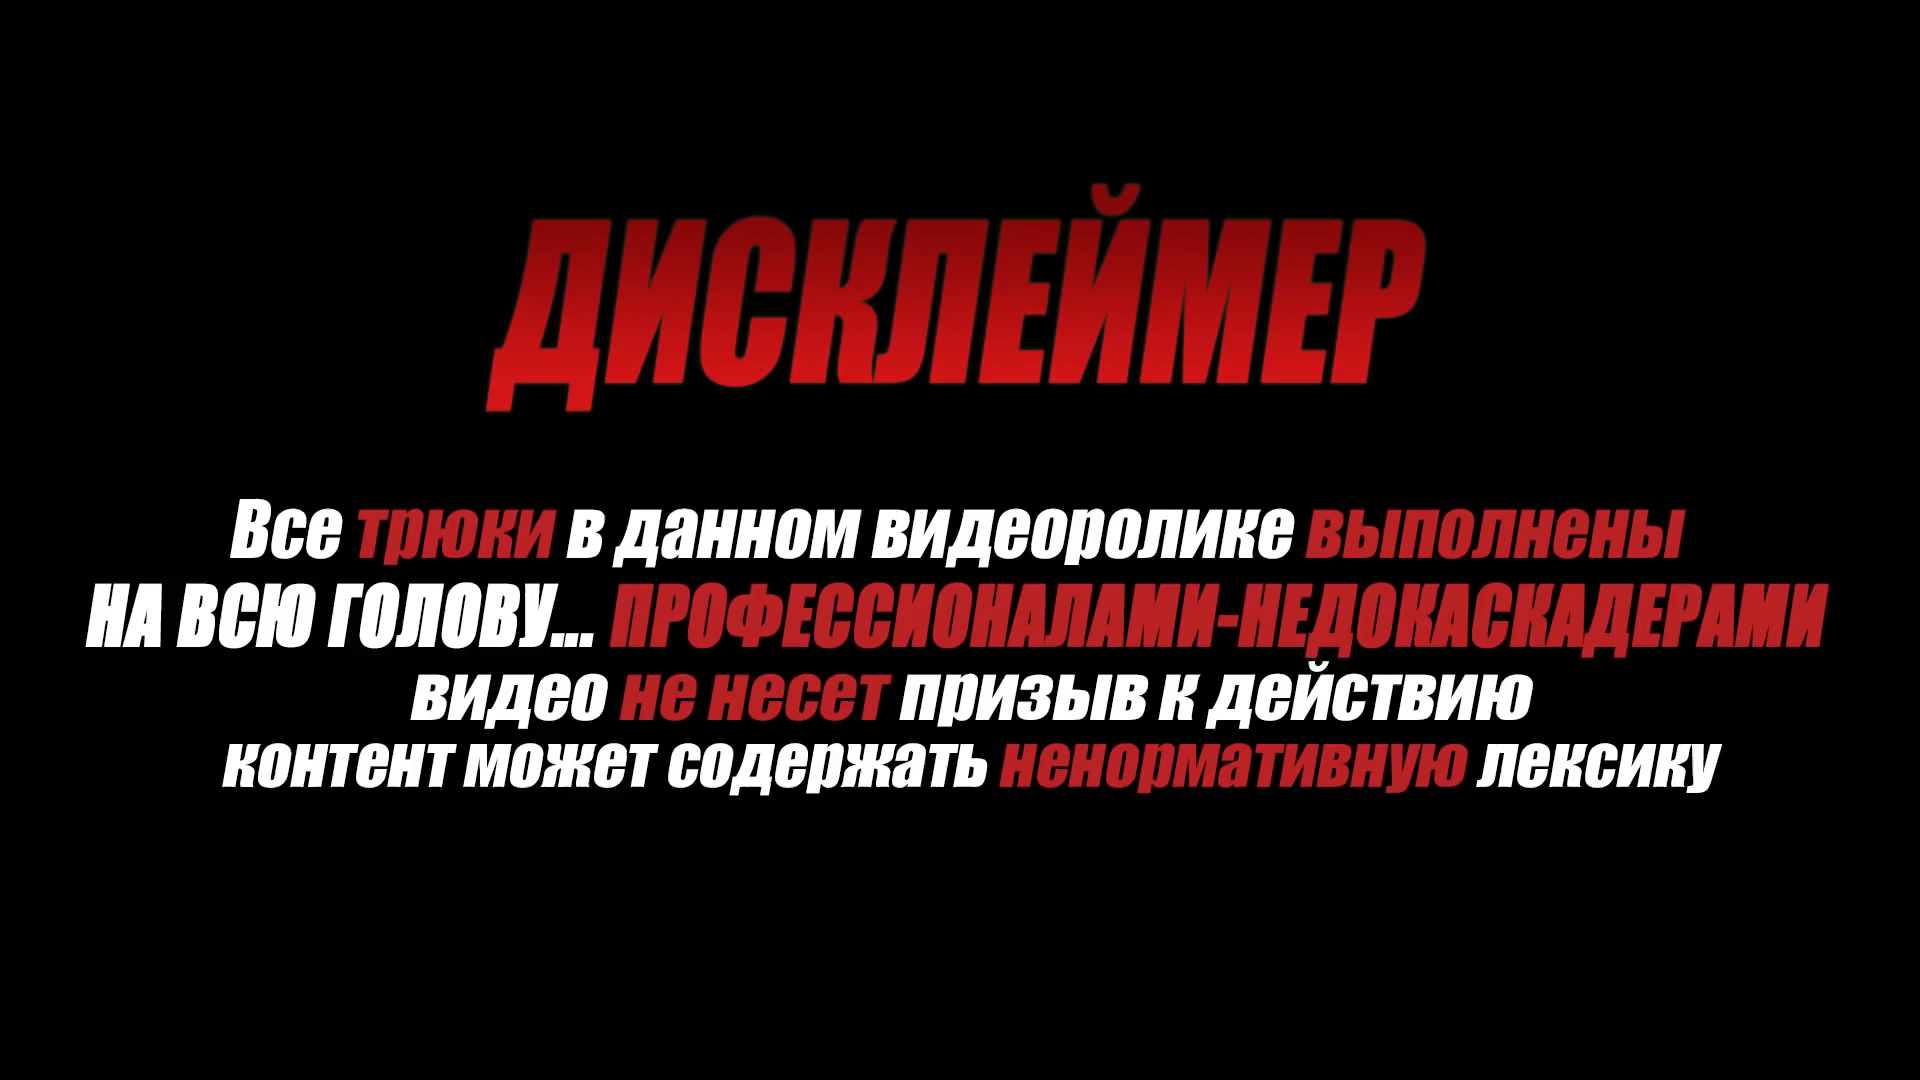 ДИСКЛЕЙМЕР
Все трюки в данном видеоролике выполнены
НА ВСЮ ГОЛОВУ... ПРОФЕССИОНАЛАМИ-НЕДОКАСКАДЕРАМИ
видео не несет призыв к действию
контент может содержать ненормативную лексику